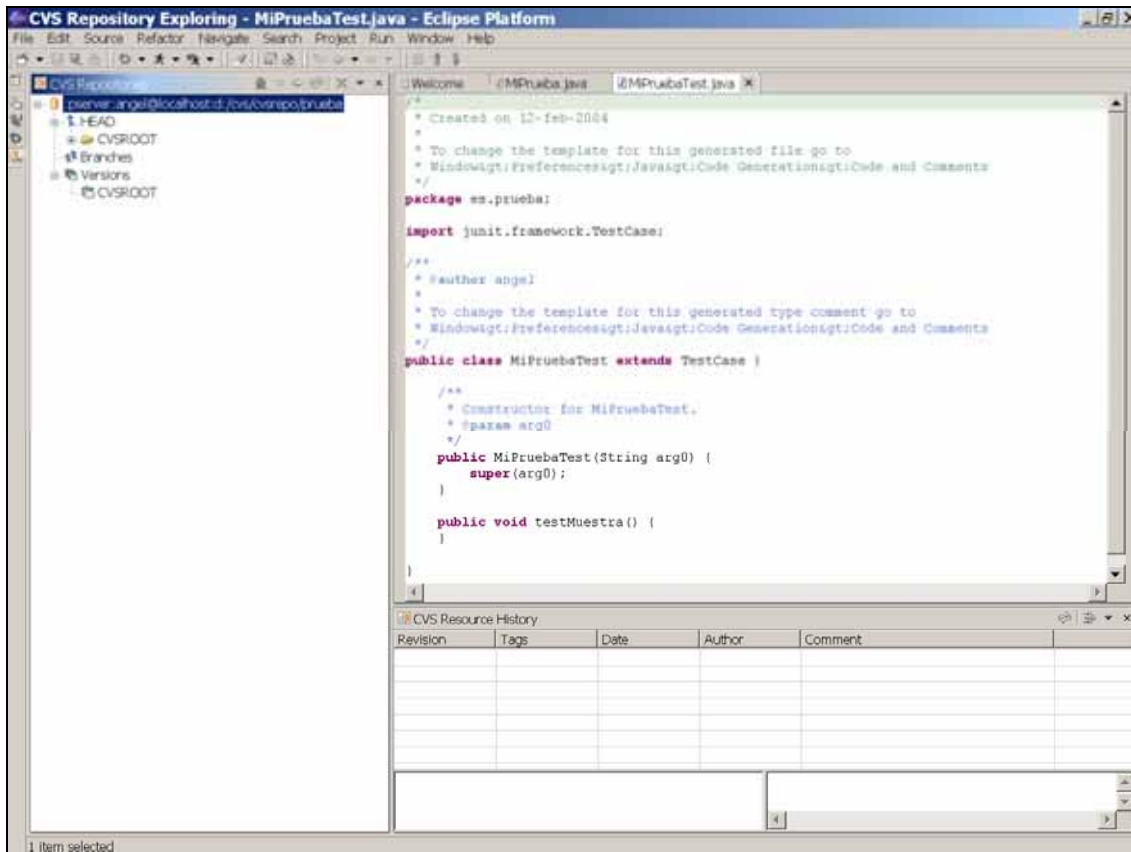 CVS Repository Exploring - MiPruebaTest.java - Eclipse Platform
File Edit Source Refactor Navigate Search Project Run Window Help
CVS Repositories
Welcome MiPrueba.java MiPruebaTest.java
:pserver:angel@localhost:d:/cvs/cvsrepo/prueba
HEAD
CVSROOT
Branches
Versions
CVSROOT
/*
* Created on 12-feb-2004
*
* To change the template for this generated file go to
* Window&gt;Preferences&gt;Java&gt;Code Generation&gt;Code and Comments
*/
package es.prueba;
import junit.framework.TestCase;
/**
* @author angel
*
* To change the template for this generated type comment go to
* Window&gt;Preferences&gt;Java&gt;Code Generation&gt;Code and Comments
*/
public class MiPruebaTest extends TestCase {
/**
* Constructor for MiPruebaTest.
* @param arg0
*/
public MiPruebaTest(String arg0) {
super(arg0);
}
public void testMuestra() {
}
}
CVS Resource History
Revision Tags Date Author Comment
1 item selected